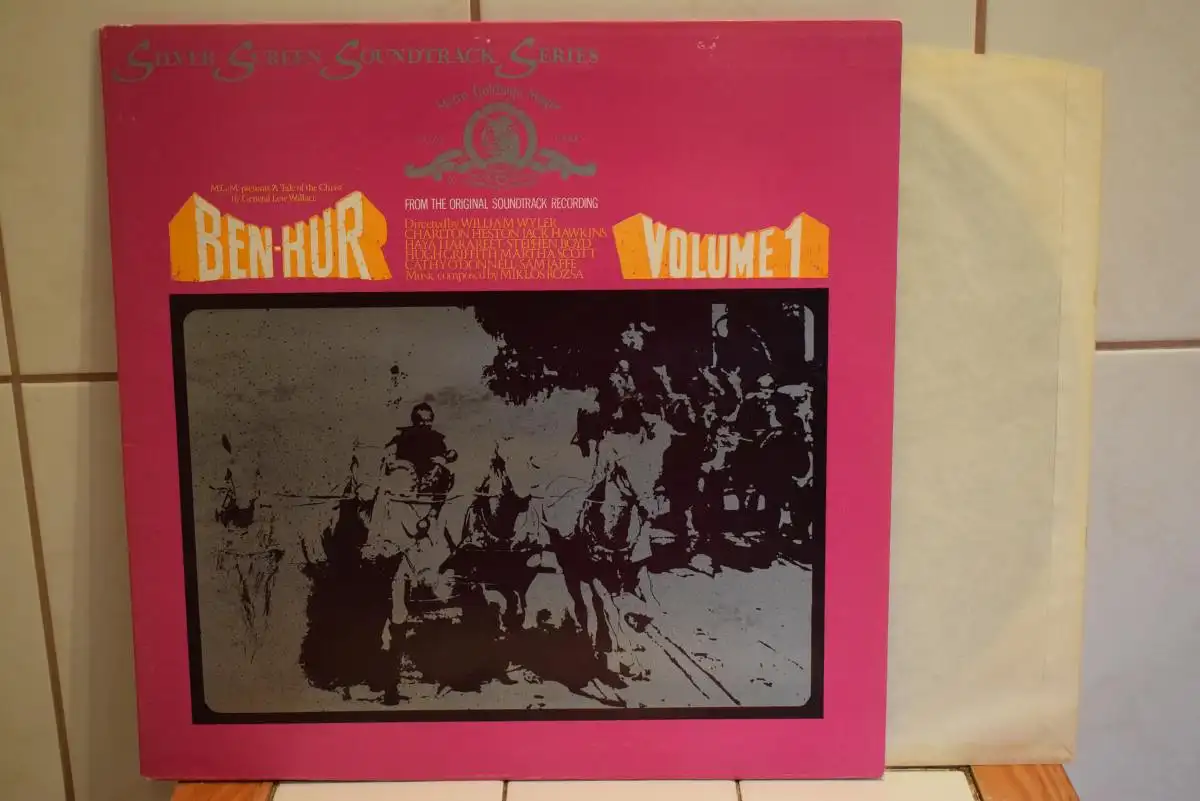 SILVER SCREEN SOUNDTRACK SERIES
Metro Goldwyn Mayer
M.G.M. presents A Tale of the Christ
by General Lew Wallace
BEN-HUR
FROM THE ORIGINAL SOUNDTRACK RECORDING
Directed by WILLIAM WYLER
CHARLTON HESTON JACK HAWKINS
HAYA HARAREET STEPHEN BOYD
HUGH GRIFFITH MARTHA SCOTT
CATHY O'DONNELL SAM JAFFE
Music composed by MIKLOS ROZSA
VOLUME 1